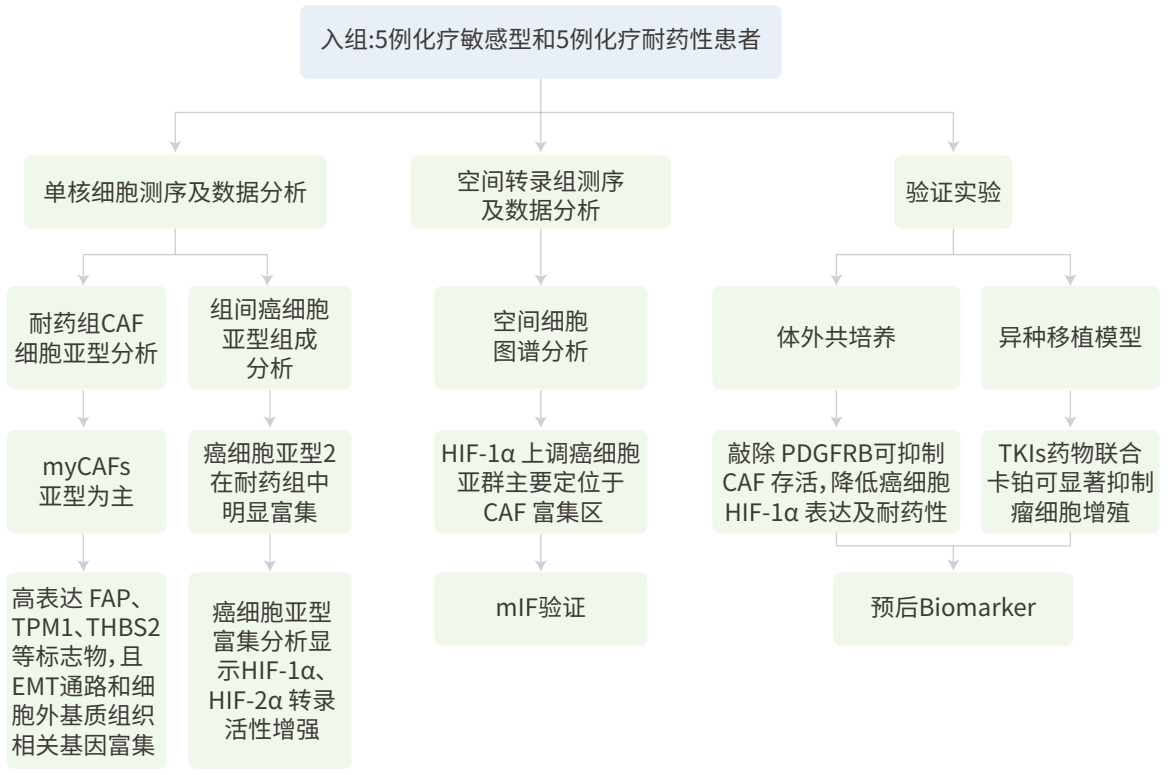 入组:5例化疗敏感型和5例化疗耐药性患者
单核细胞测序及数据分析
空间转录组测序
及数据分析
验证实验
耐药组CAF
细胞亚型分析
组间癌细胞
亚型组成
分析
空间细胞
图谱分析
体外共培养
异种移植模型
myCAFs
亚型为主
癌细胞亚型2
在耐药组中
明显富集
HIF-1α 上调癌细胞
亚群主要定位于
CAF 富集区
敲除 PDGFRB可抑制
CAF 存活，降低癌细胞
HIF-1α 表达及耐药性
TKIs药物联合
卡铂可显著抑制
瘤细胞增殖
高表达 FAP、
TPM1、THBS2
等标志物，且
EMT通路和细
胞外基质组织
相关基因富集
癌细胞亚型
富集分析显
示HIF-1α、
HIF-2α 转录
活性增强
mIF验证
预后Biomarker